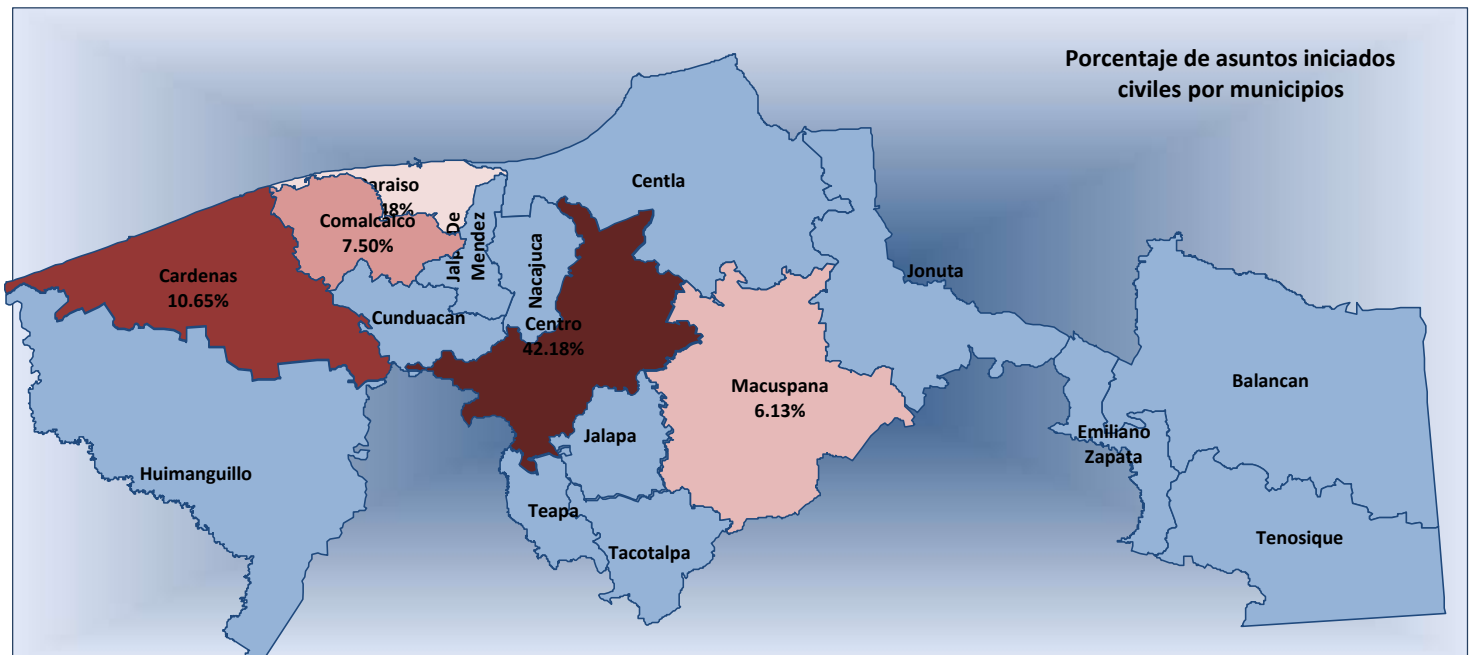 Porcentaje de asuntos iniciados
civiles por municipios
Centla
Comalcalco
7.50%
De
Mendez
Nacajuca
Cardenas
10.65%
Cunduacan
Centro
42.18%
Jonuta
Macuspana
6.13%
Balancan
Emiliano
Zapata
Jalapa
Huimanguillo
Teapa
Tacotalpa
Tenosique